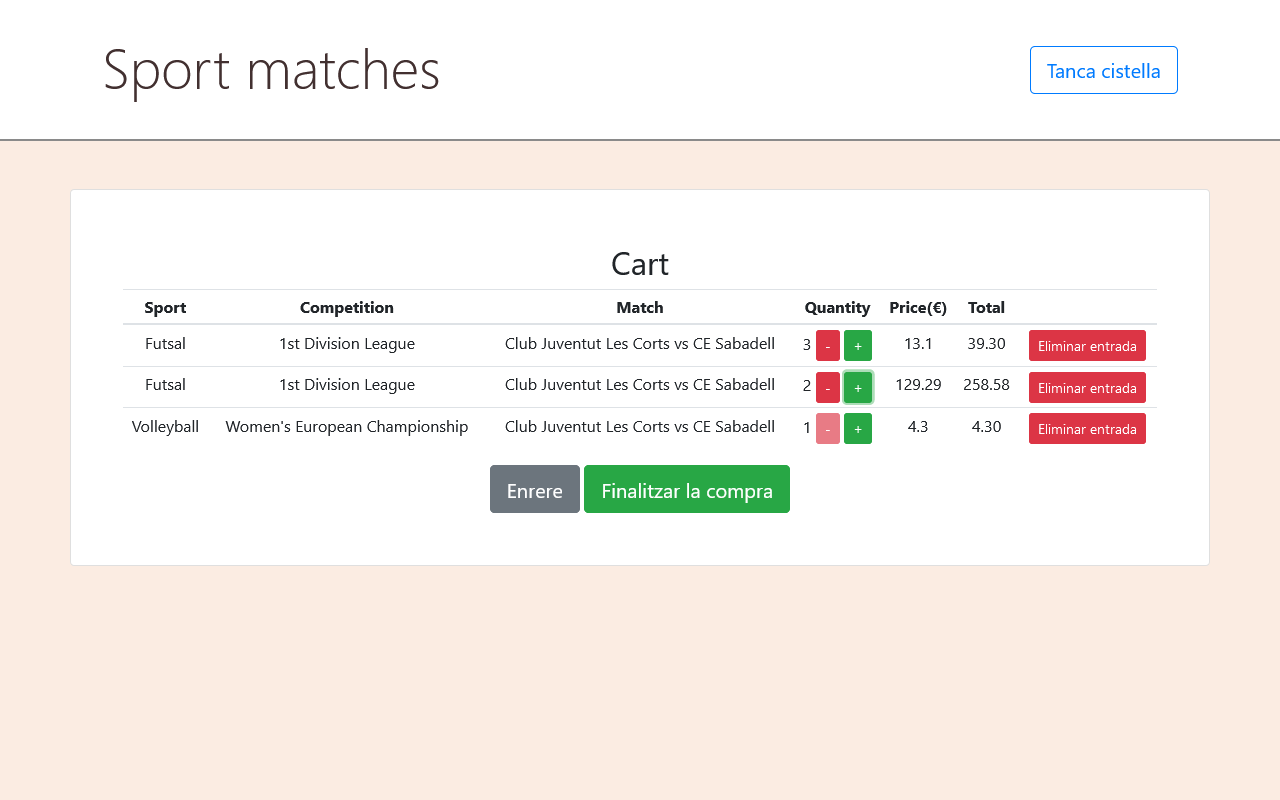 Sport matches
Tanca cistella
Cart
Sport Competition Match Quantity Price(€) Total
Futsal 1st Division League Club Juventut Les Corts vs CE Sabadell 3 - + 13.1 39.30 Eliminar entrada
Futsal 1st Division League Club Juventut Les Corts vs CE Sabadell 2 - + 129.29 258.58 Eliminar entrada
Volleyball Women's European Championship Club Juventut Les Corts vs CE Sabadell 1 - + 4.3 4.30 Eliminar entrada
Enrere Finalitzar la compra